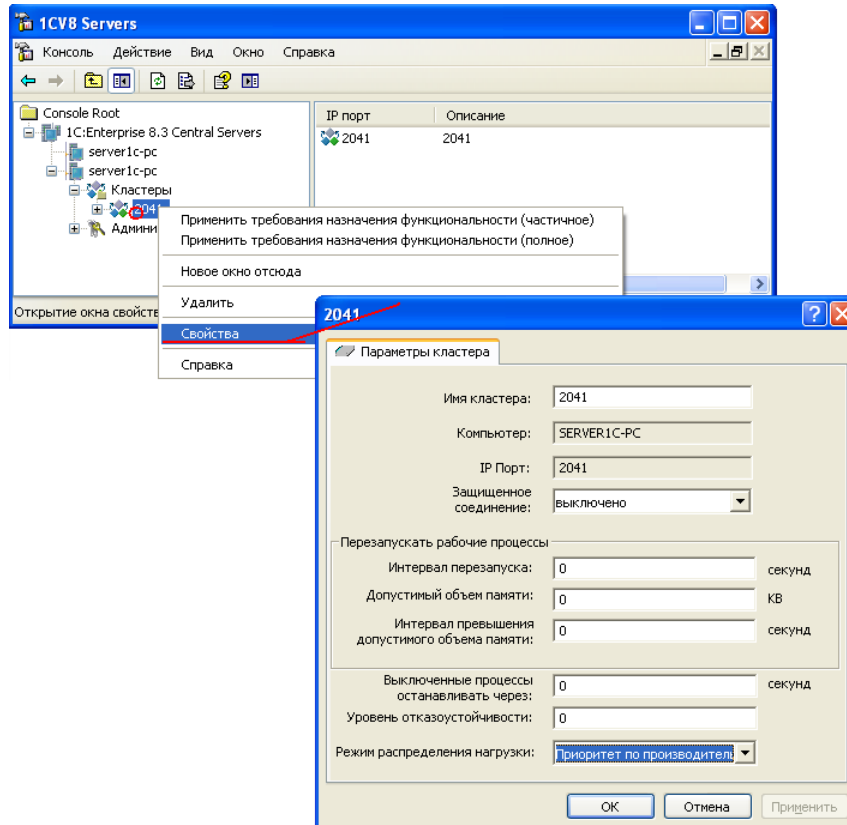 1CV8 Servers
Консоль Действие Вид Окно Справка
Console Root
1C:Enterprise 8.3 Central Servers
server1c-pc
server1c-pc
Кластеры
2041
Админи
IP порт Описание
2041 2041
Применить требования назначения функциональности (частичное)
Применить требования назначения функциональности (полное)
Новое окно отсюда
Удалить
Свойства
Справка
Открытие окна свойств
2041
Параметры кластера
Имя кластера: 2041
Компьютер: SERVER1C-PC
IP Порт: 2041
Защищенное
соединение: выключено
Перезапускать рабочие процессы
Интервал перезапуска: 0 секунд
Допустимый объем памяти: 0 KB
Интервал превышения
допустимого объема памяти: 0 секунд
Выключенные процессы
останавливать через: 0 секунд
Уровень отказоустойчивости: 0
Режим распределения нагрузки: Приоритет по производитель
OK Отмена Применить